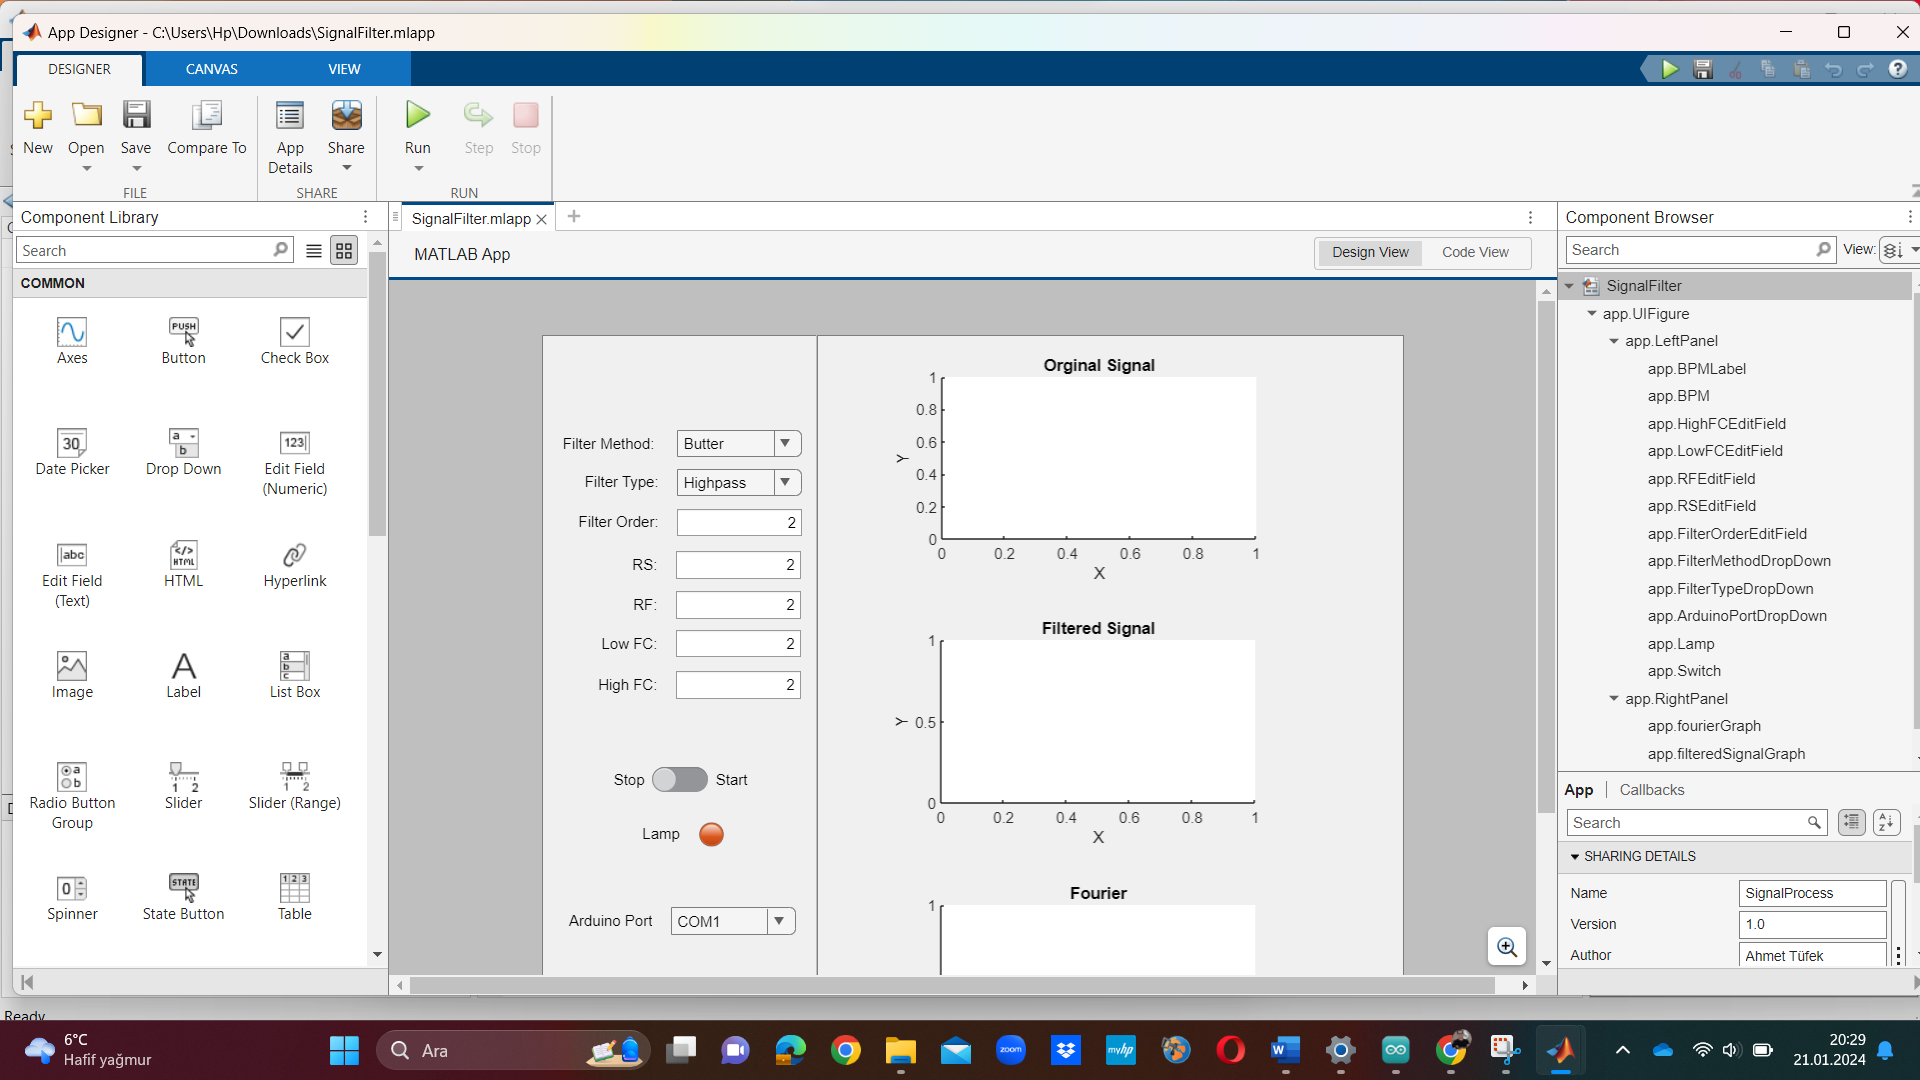 App Designer - C:\Users\Hp\Downloads\SignalFilter.mlapp
DESIGNER CANVAS VIEW
New Open Save Compare To App Details Share Run Step Stop
FILE SHARE RUN
Component Library
Search
COMMON
Axes Button Check Box
30 a b 123
Date Picker Drop Down Edit Field (Numeric)
abc HTML
Edit Field (Text) HTML Hyperlink
Image Label List Box
Radio Button Group Slider Slider (Range)
Spinner State Button Table
SignalFilter.mlapp
MATLAB App
Design View Code View
Filter Method: Butter
Filter Type: Highpass
Filter Order: 2
RS: 2
RF: 2
Low FC: 2
High FC: 2
Stop Start
Lamp
Arduino Port COM1
Orginal Signal
1
0.8
0.6
0.4
0.2
0
Y
0 0.2 0.4 0.6 0.8 1
X
Filtered Signal
1
0.5
0
Y
0 0.2 0.4 0.6 0.8 1
X
Fourier
1
Component Browser
Search View:
SignalFilter
app.UIFigure
app.LeftPanel
app.BPMLabel
app.BPM
app.HighFCEditField
app.LowFCEditField
app.RFEditField
app.RSEditField
app.FilterOrderEditField
app.FilterMethodDropDown
app.FilterTypeDropDown
app.ArduinoPortDropDown
app.Lamp
app.Switch
app.RightPanel
app.fourierGraph
app.filteredSignalGraph
App Callbacks
Search
SHARING DETAILS
Name SignalProcess
Version 1.0
Author Ahmet Tüfek
Ready
6°C
Hafif yağmur
Ara
zoom
myhp
20:29
21.01.2024